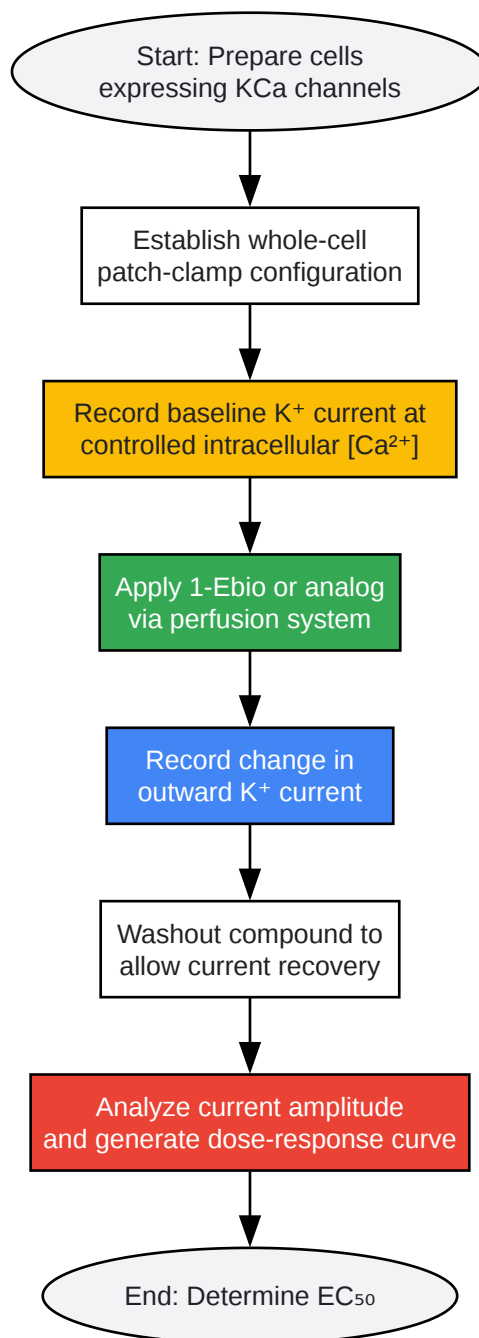 Start: Prepare cells
expressing KCa channels
Establish whole-cell
patch-clamp configuration
Record baseline K⁺ current at
controlled intracellular [Ca²⁺]
Apply 1-Ebio or analog
via perfusion system
Record change in
outward K⁺ current
Washout compound to
allow current recovery
Analyze current amplitude
and generate dose-response curve
End: Determine EC₅₀